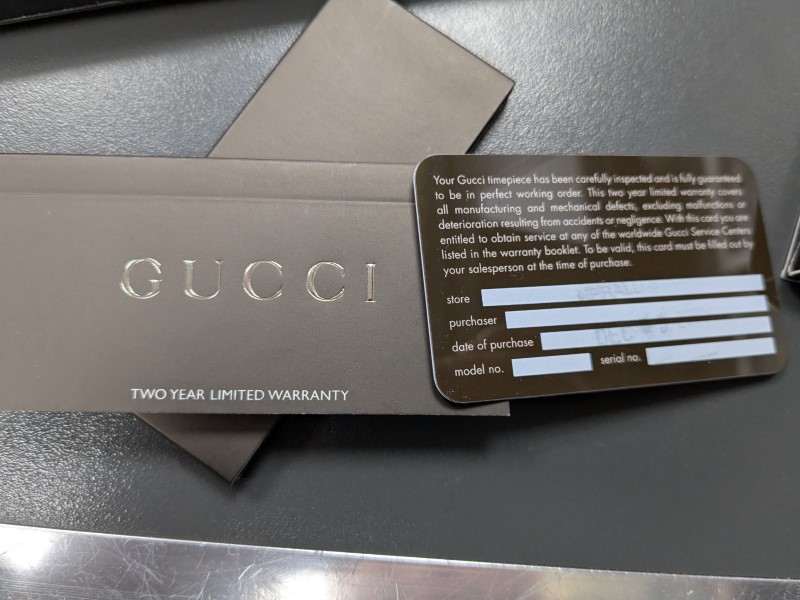 GUCCI
TWO YEAR LIMITED WARRANTY
Your Gucci timepiece has been carefully inspected and is fully guaranteed
to be in perfect working order. This two year limited warranty covers
all manufacturing and mechanical defects, excluding malfunctions or
deterioration resulting from accidents or negligence. With this card you are
entitled to obtain service at any of the worldwide Gucci Service Centers
listed in the warranty booklet. To be valid, this card must be filled out by
your salesperson at the time of purchase.
store
purchaser
date of purchase
model no. serial no.